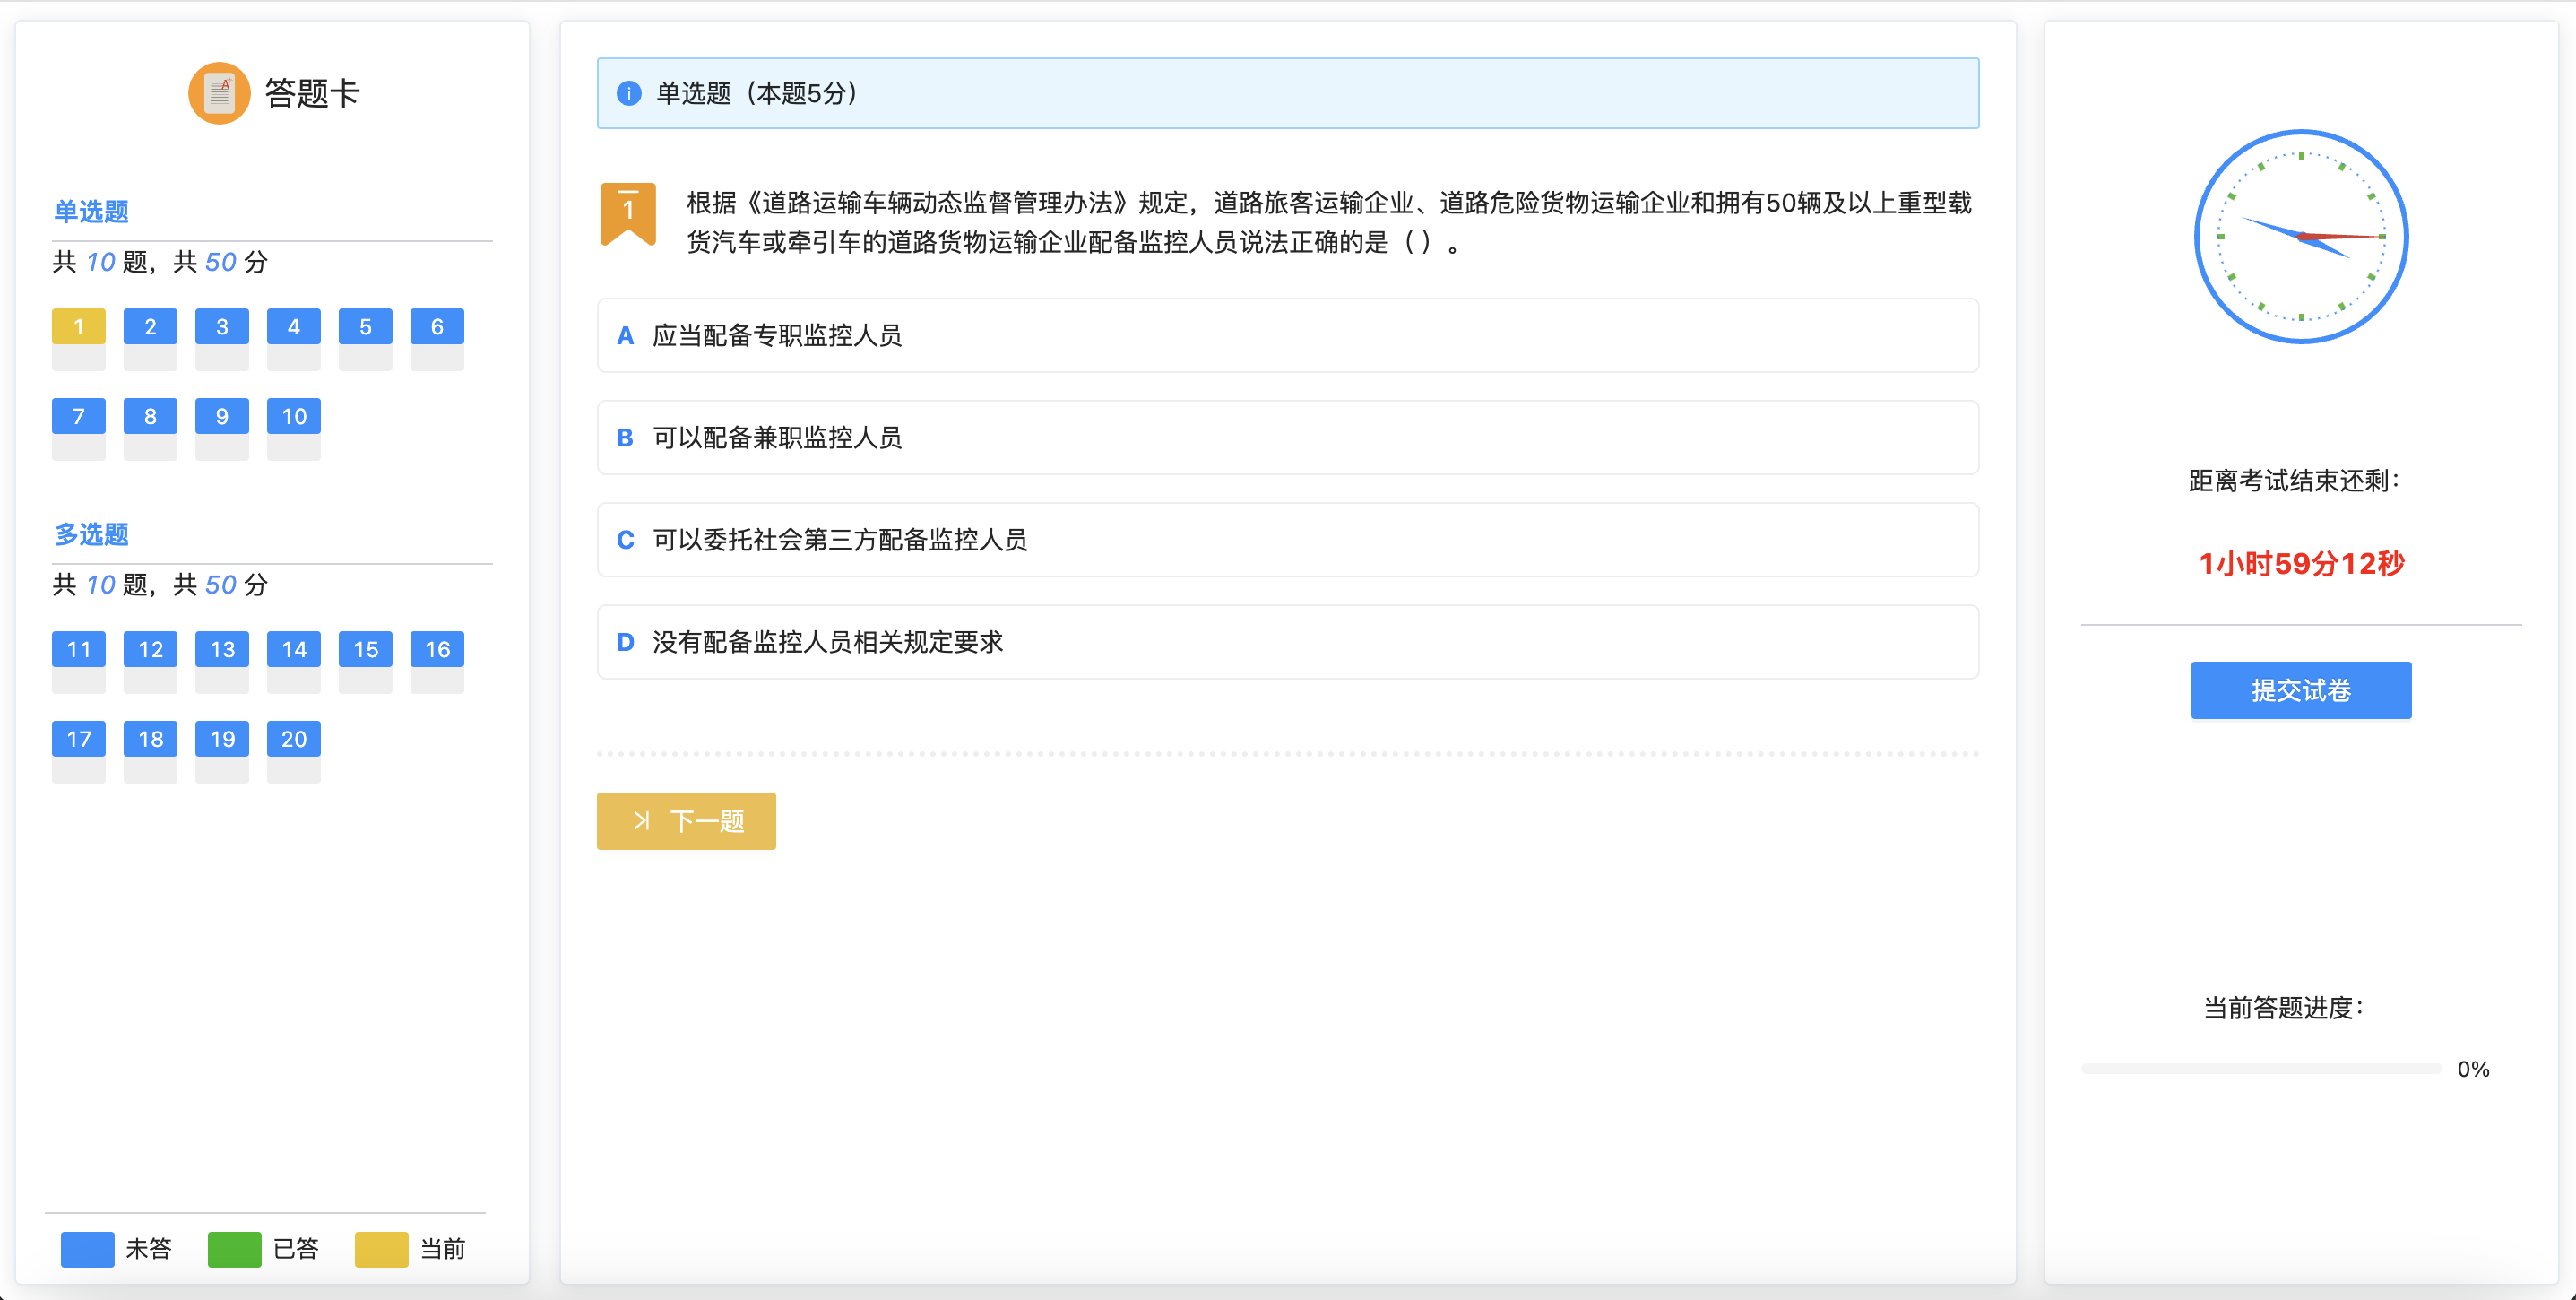 答题卡
单选题
共 10 题，共 50 分
1 2 3 4 5 6
7 8 9 10
多选题
共 10 题，共 50 分
11 12 13 14 15 16
17 18 19 20
未答 已答 当前
单选题（本题5分）
1
根据《道路运输车辆动态监督管理办法》规定，道路旅客运输企业、道路危险货物运输企业和拥有50辆及以上重型载
货汽车或牵引车的道路货物运输企业配备监控人员说法正确的是（ ）。
A 应当配备专职监控人员
B 可以配备兼职监控人员
C 可以委托社会第三方配备监控人员
D 没有配备监控人员相关规定要求
下一题
距离考试结束还剩：
1小时59分12秒
提交试卷
当前答题进度：
0%